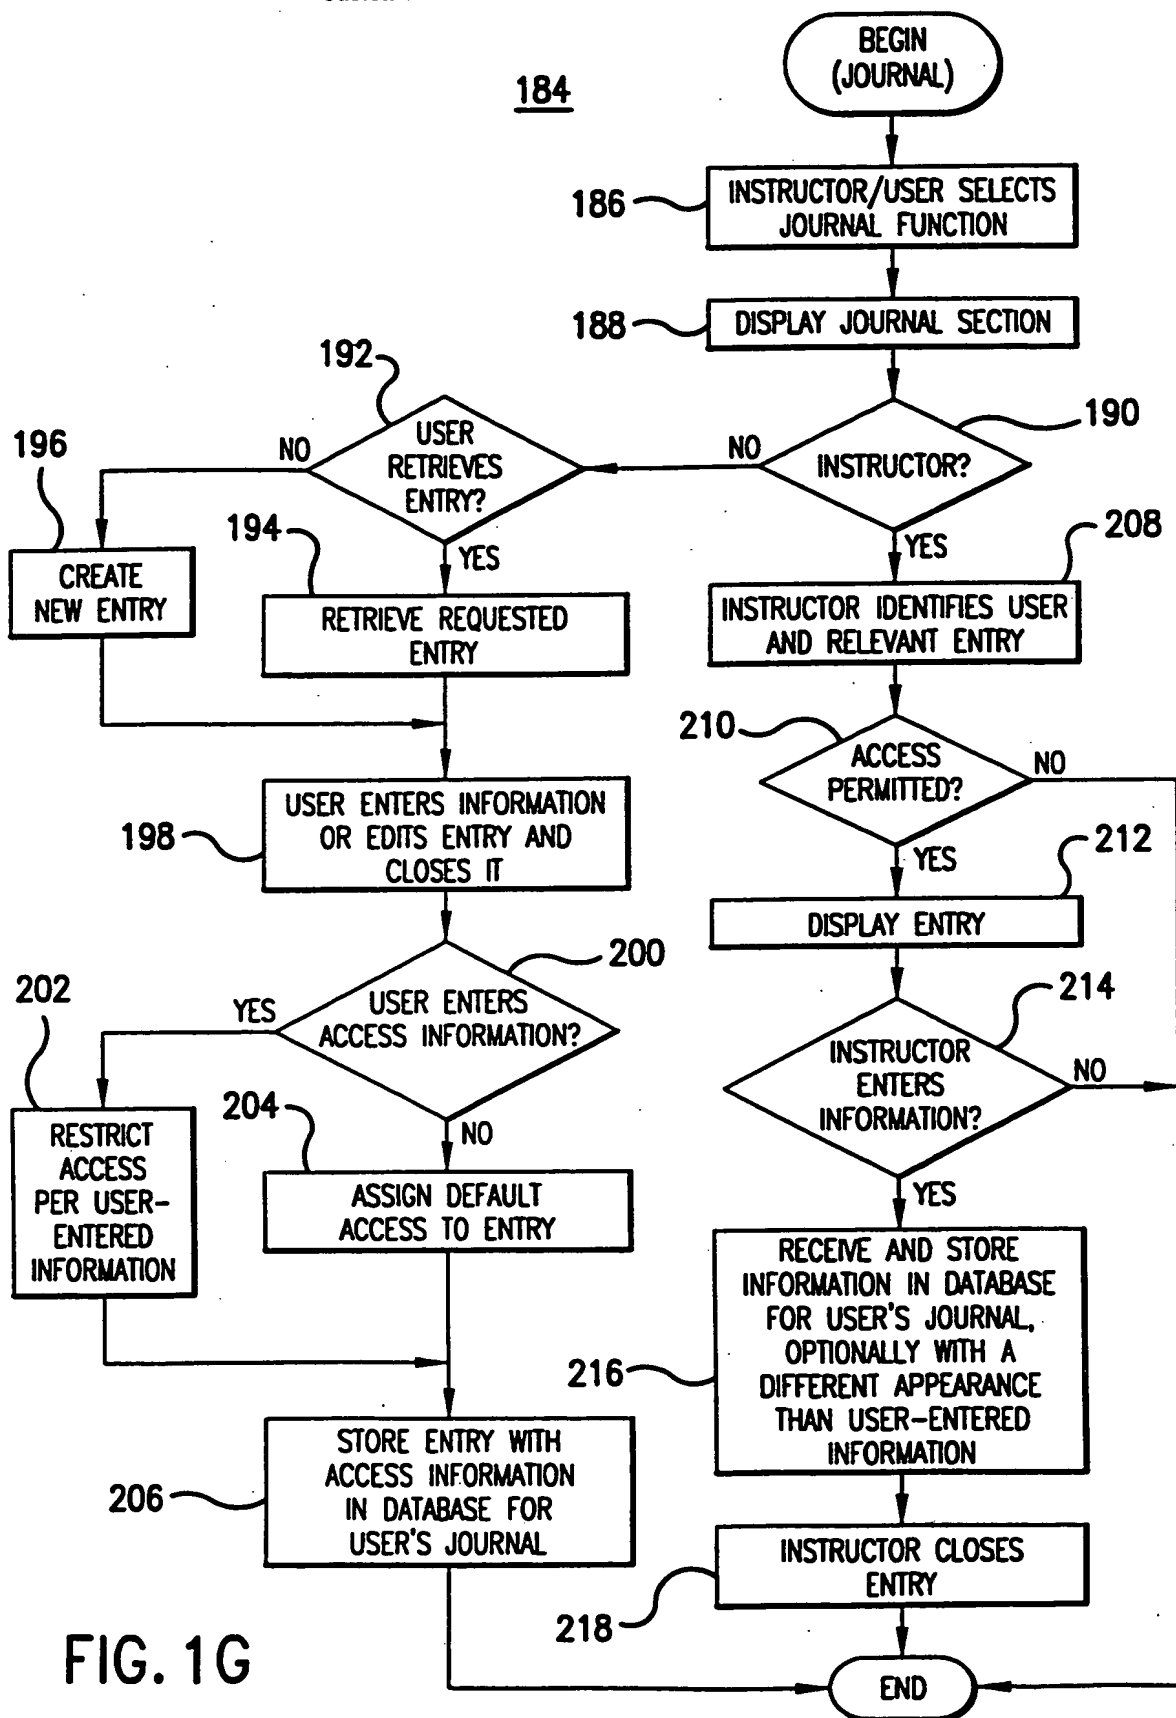 BEGIN
(JOURNAL)
184
186
INSTRUCTOR/USER SELECTS
JOURNAL FUNCTION
188
DISPLAY JOURNAL SECTION
190
INSTRUCTOR?
NO
YES
192
USER
RETRIEVES
ENTRY?
NO
YES
196
CREATE
NEW ENTRY
194
RETRIEVE REQUESTED
ENTRY
198
USER ENTERS INFORMATION
OR EDITS ENTRY AND
CLOSES IT
200
USER ENTERS
ACCESS INFORMATION?
YES
NO
202
RESTRICT
ACCESS
PER USER-
ENTERED
INFORMATION
204
ASSIGN DEFAULT
ACCESS TO ENTRY
206
STORE ENTRY WITH
ACCESS INFORMATION
IN DATABASE FOR
USER'S JOURNAL
208
INSTRUCTOR IDENTIFIES USER
AND RELEVANT ENTRY
210
ACCESS
PERMITTED?
NO
YES
212
DISPLAY ENTRY
214
INSTRUCTOR
ENTERS
INFORMATION?
NO
YES
216
RECEIVE AND STORE
INFORMATION IN DATABASE
FOR USER'S JOURNAL,
OPTIONALLY WITH A
DIFFERENT APPEARANCE
THAN USER-ENTERED
INFORMATION
218
INSTRUCTOR CLOSES
ENTRY
END
FIG. 1G